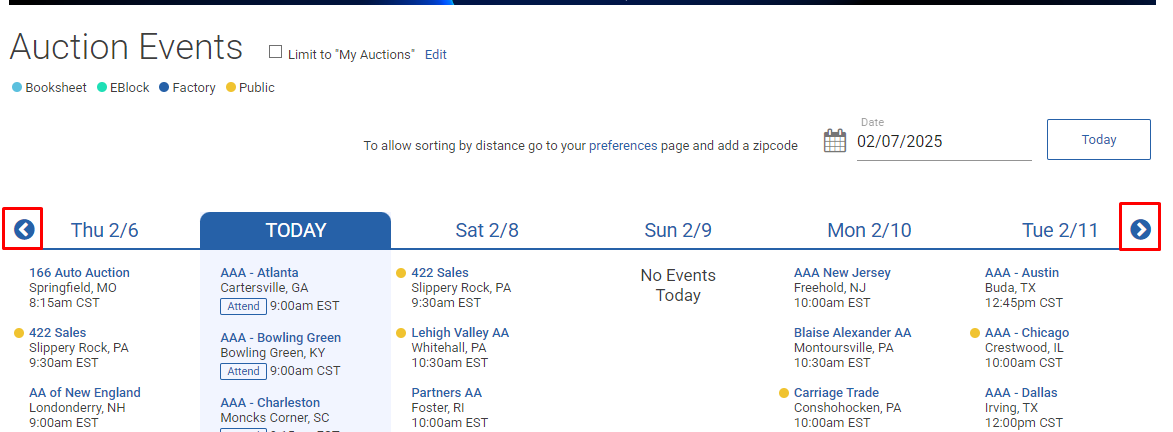 Auction Events
Limit to "My Auctions" Edit
Booksheet EBlock Factory Public
To allow sorting by distance go to your preferences page and add a zipcode
Date
02/07/2025
Today
Thu 2/6 TODAY Sat 2/8 Sun 2/9 Mon 2/10 Tue 2/11
166 Auto Auction
Springfield, MO
8:15am CST
422 Sales
Slippery Rock, PA
9:30am EST
AA of New England
Londonderry, NH
9:00am EST
AAA - Atlanta
Cartersville, GA
Attend 9:00am EST
AAA - Bowling Green
Bowling Green, KY
Attend 9:00am CST
AAA - Charleston
Moncks Corner, SC
422 Sales
Slippery Rock, PA
9:30am EST
Lehigh Valley AA
Whitehall, PA
10:30am EST
Partners AA
Foster, RI
10:00am EST
No Events
Today
AAA New Jersey
Freehold, NJ
10:00am EST
Blaise Alexander AA
Montoursville, PA
10:30am EST
Carriage Trade
Conshohocken, PA
10:00am EST
AAA - Austin
Buda, TX
12:45pm CST
AAA - Chicago
Crestwood, IL
10:00am CST
AAA - Dallas
Irving, TX
12:00pm CST